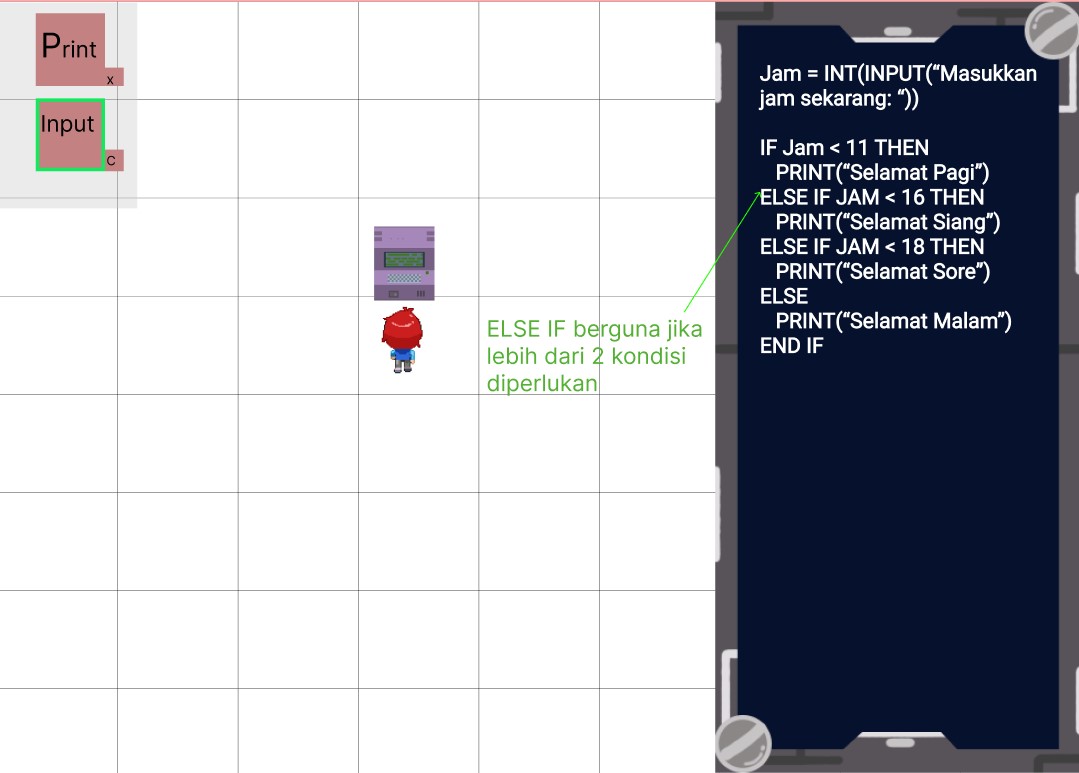 Print
x
Input
C
ELSE IF berguna jika
lebih dari 2 kondisi
diperlukan
Jam = INT(INPUT(“Masukkan
jam sekarang: “))
IF Jam < 11 THEN
PRINT(“Selamat Pagi”)
ELSE IF JAM < 16 THEN
PRINT(“Selamat Siang”)
ELSE IF JAM < 18 THEN
PRINT(“Selamat Sore”)
ELSE
PRINT(“Selamat Malam”)
END IF